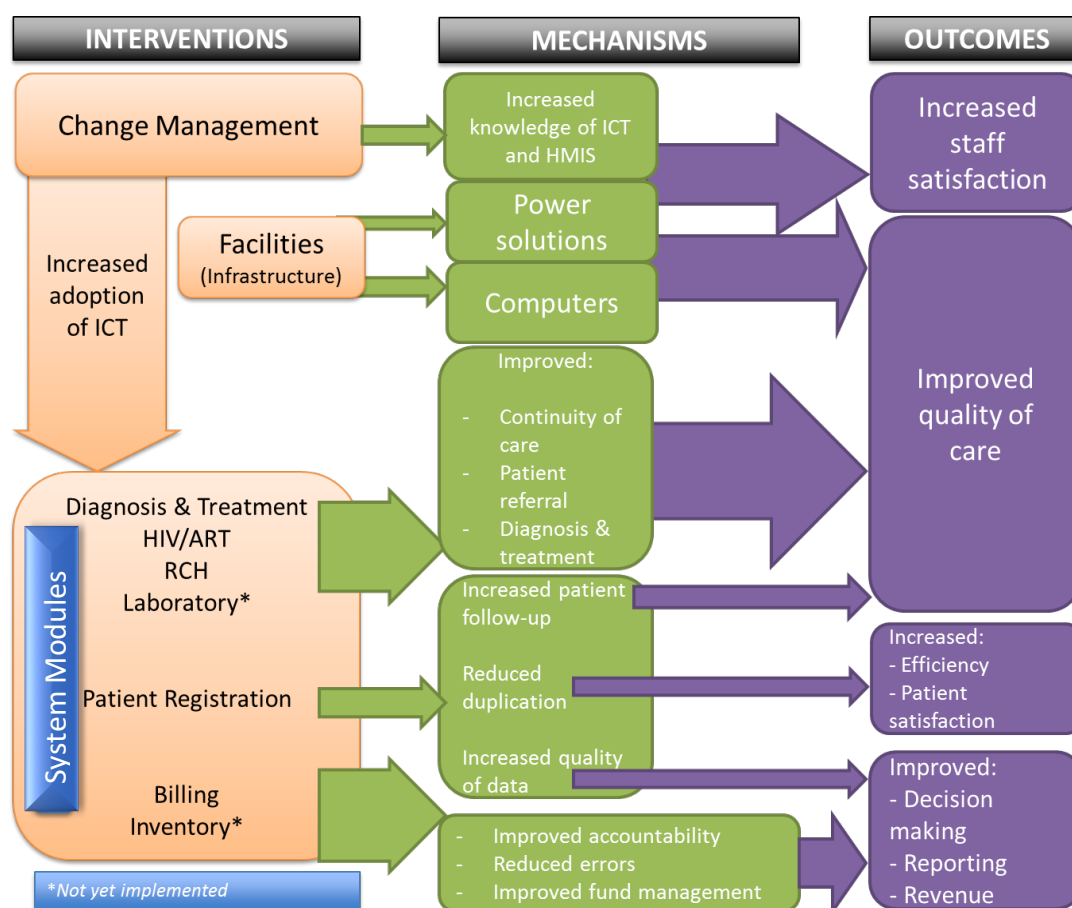 INTERVENTIONS
MECHANISMS
OUTCOMES
Change Management
Increased
knowledge of ICT
and HMIS
Increased
staff
satisfaction
Increased
adoption
of ICT
Facilities
(Infrastructure)
Power
solutions
Computers
Improved:
- Continuity of
care
- Patient
referral
- Diagnosis &
treatment
Improved
quality of
care
System Modules
Diagnosis & Treatment
HIV/ART
RCH
Laboratory*
Patient Registration
Billing
Inventory*
Increased patient
follow-up
Reduced
duplication
Increased quality
of data
Increased:
- Efficiency
- Patient
satisfaction
- Improved accountability
- Reduced errors
- Improved fund management
Improved:
- Decision
making
- Reporting
- Revenue
*Not yet implemented